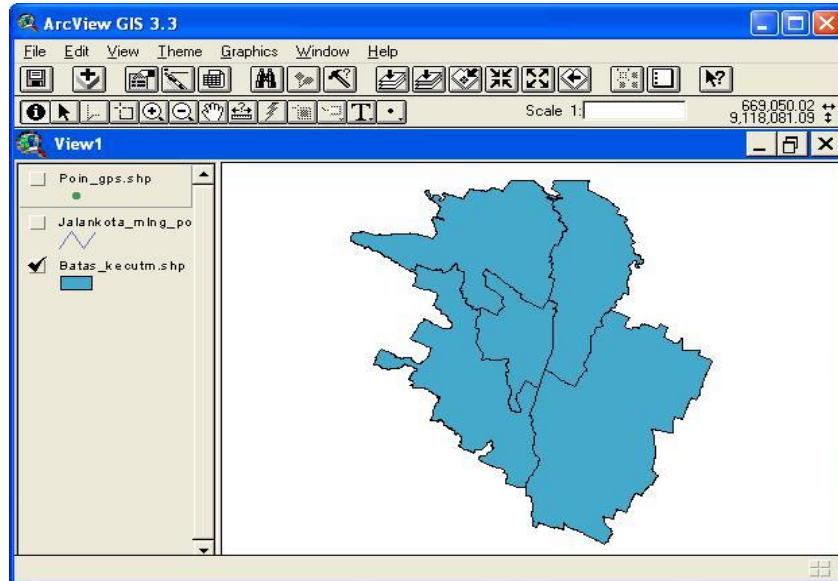 ArcView GIS 3.3
File Edit View Theme Graphics Window Help
Scale 1:
669,050.02
9,118,081.09
View1
Poin_gps.shp
Jalankota_mlng_po
Batas_kecutm.shp